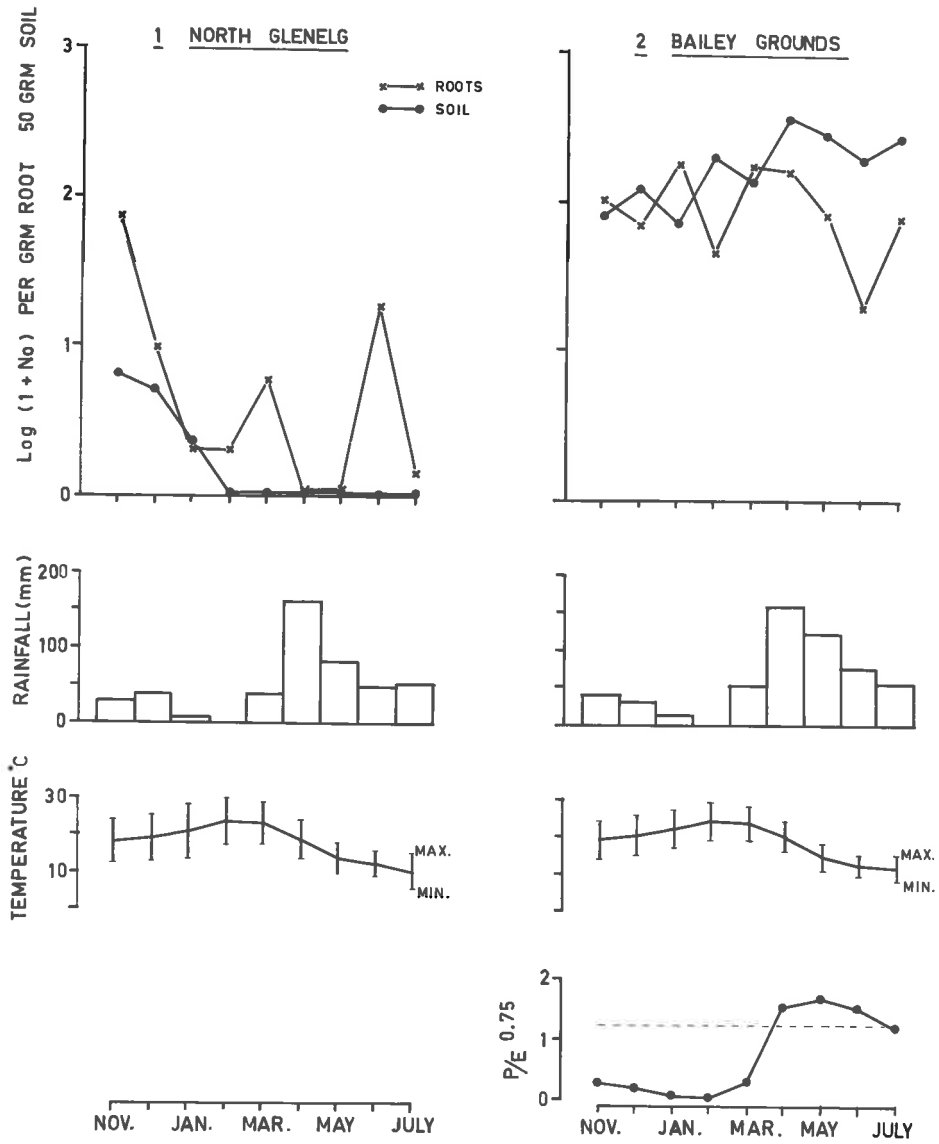 1 NORTH GLENELG
2 BAILEY GROUNDS
Log (1 + No) PER GRM ROOT 50 GRM SOIL
3
2
1
0
ROOTS
SOIL
RAINFALL(mm)
200
100
0
TEMPERATURE °C
30
10
MAX.
MIN.
MAX.
MIN.
P/E 0.75
2
1
0
NOV. JAN. MAR. MAY JULY
NOV. JAN. MAR. MAY JULY